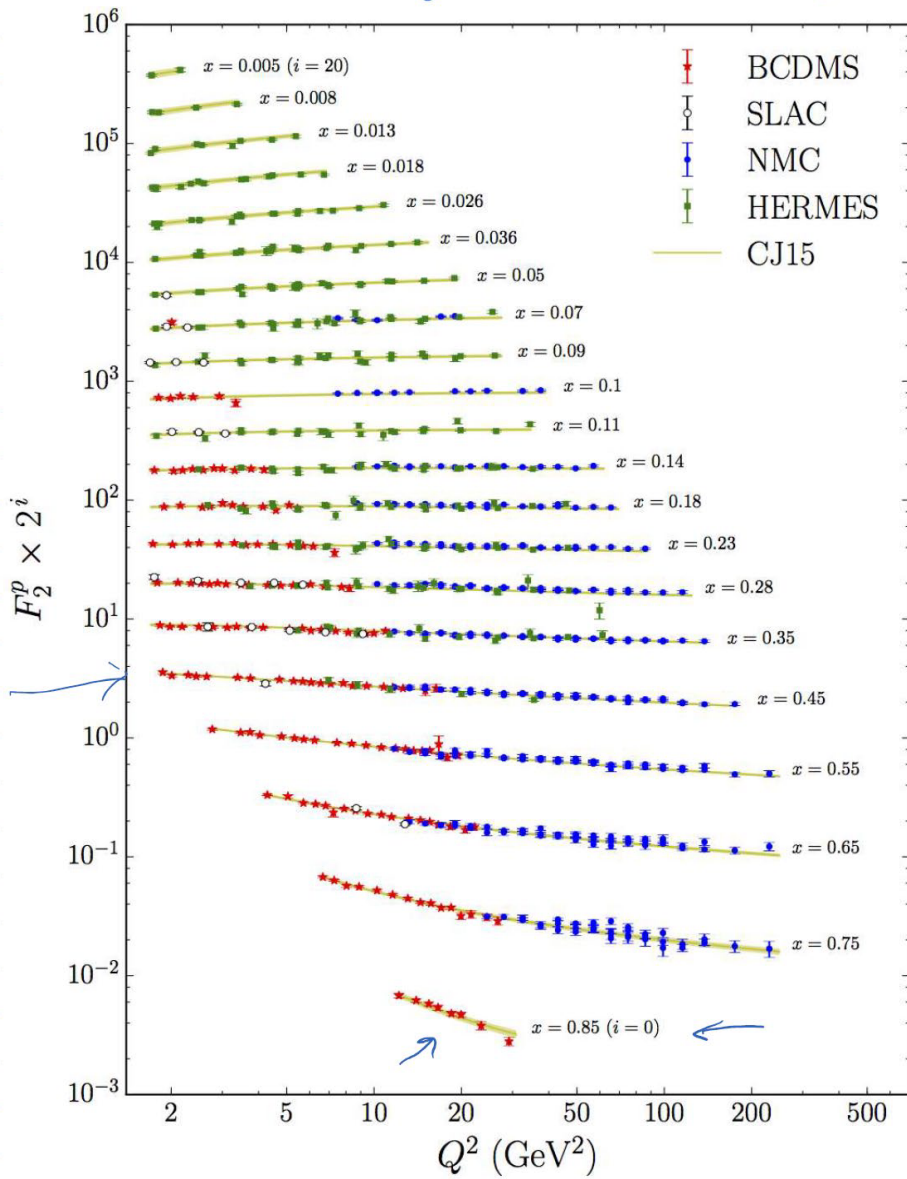 10^6
10^5
10^4
10^3
10^2
10^1
10^0
10^{-1}
10^{-2}
10^{-3}
F_2^p × 2^i
x = 0.005 (i = 20)
x = 0.008
x = 0.013
x = 0.018
x = 0.026
x = 0.036
x = 0.05
x = 0.07
x = 0.09
x = 0.1
x = 0.11
x = 0.14
x = 0.18
x = 0.23
x = 0.28
x = 0.35
x = 0.45
x = 0.55
x = 0.65
x = 0.75
x = 0.85 (i = 0)
BCDMS
SLAC
NMC
HERMES
CJ15
2 5 10 20 50 100 200 500
Q^2 (GeV^2)